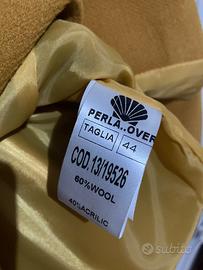 PERLA..OVER
TAGLIA 44
COD.13/19526
60%WOOL
40%ACRILIC
subito